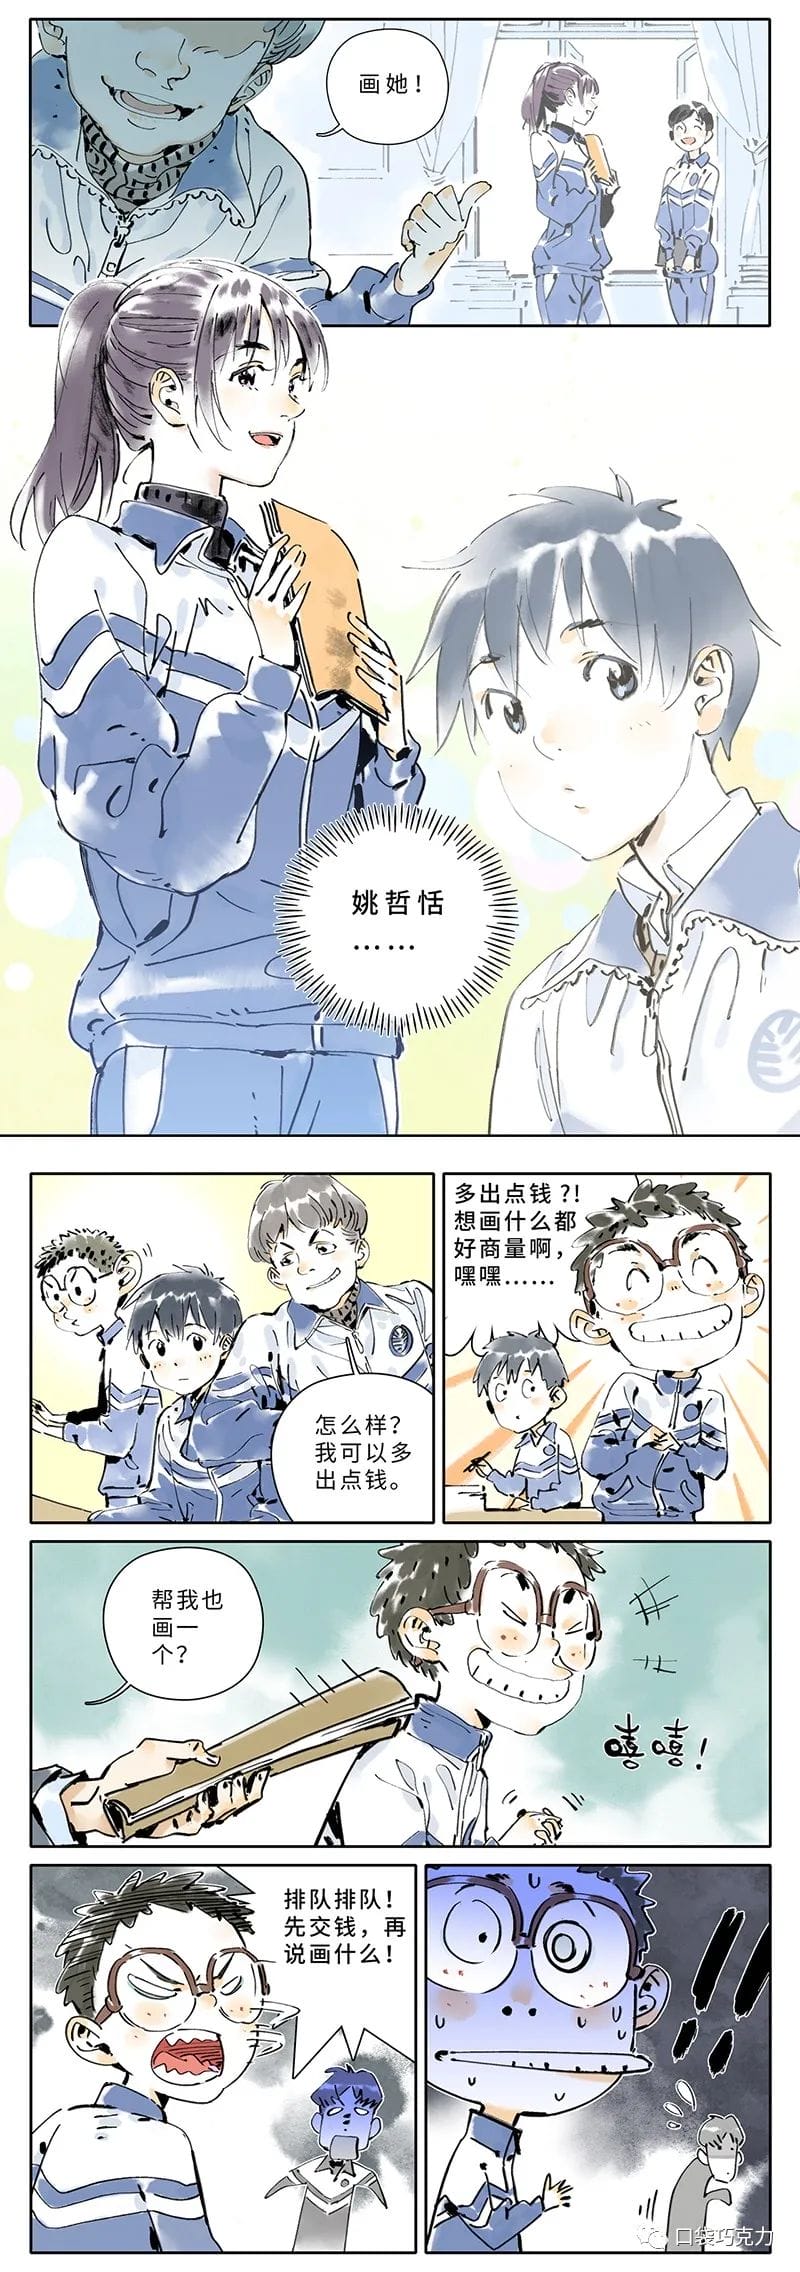 画她！
姚哲恬
……
怎么样？
我可以多
出点钱。
多出点钱?!
想画什么都
好商量啊，
嘿嘿……
帮我也
画一
个？
嘻嘻！
排队排队！
先交钱，再
说画什么！
!!
口袋巧克力